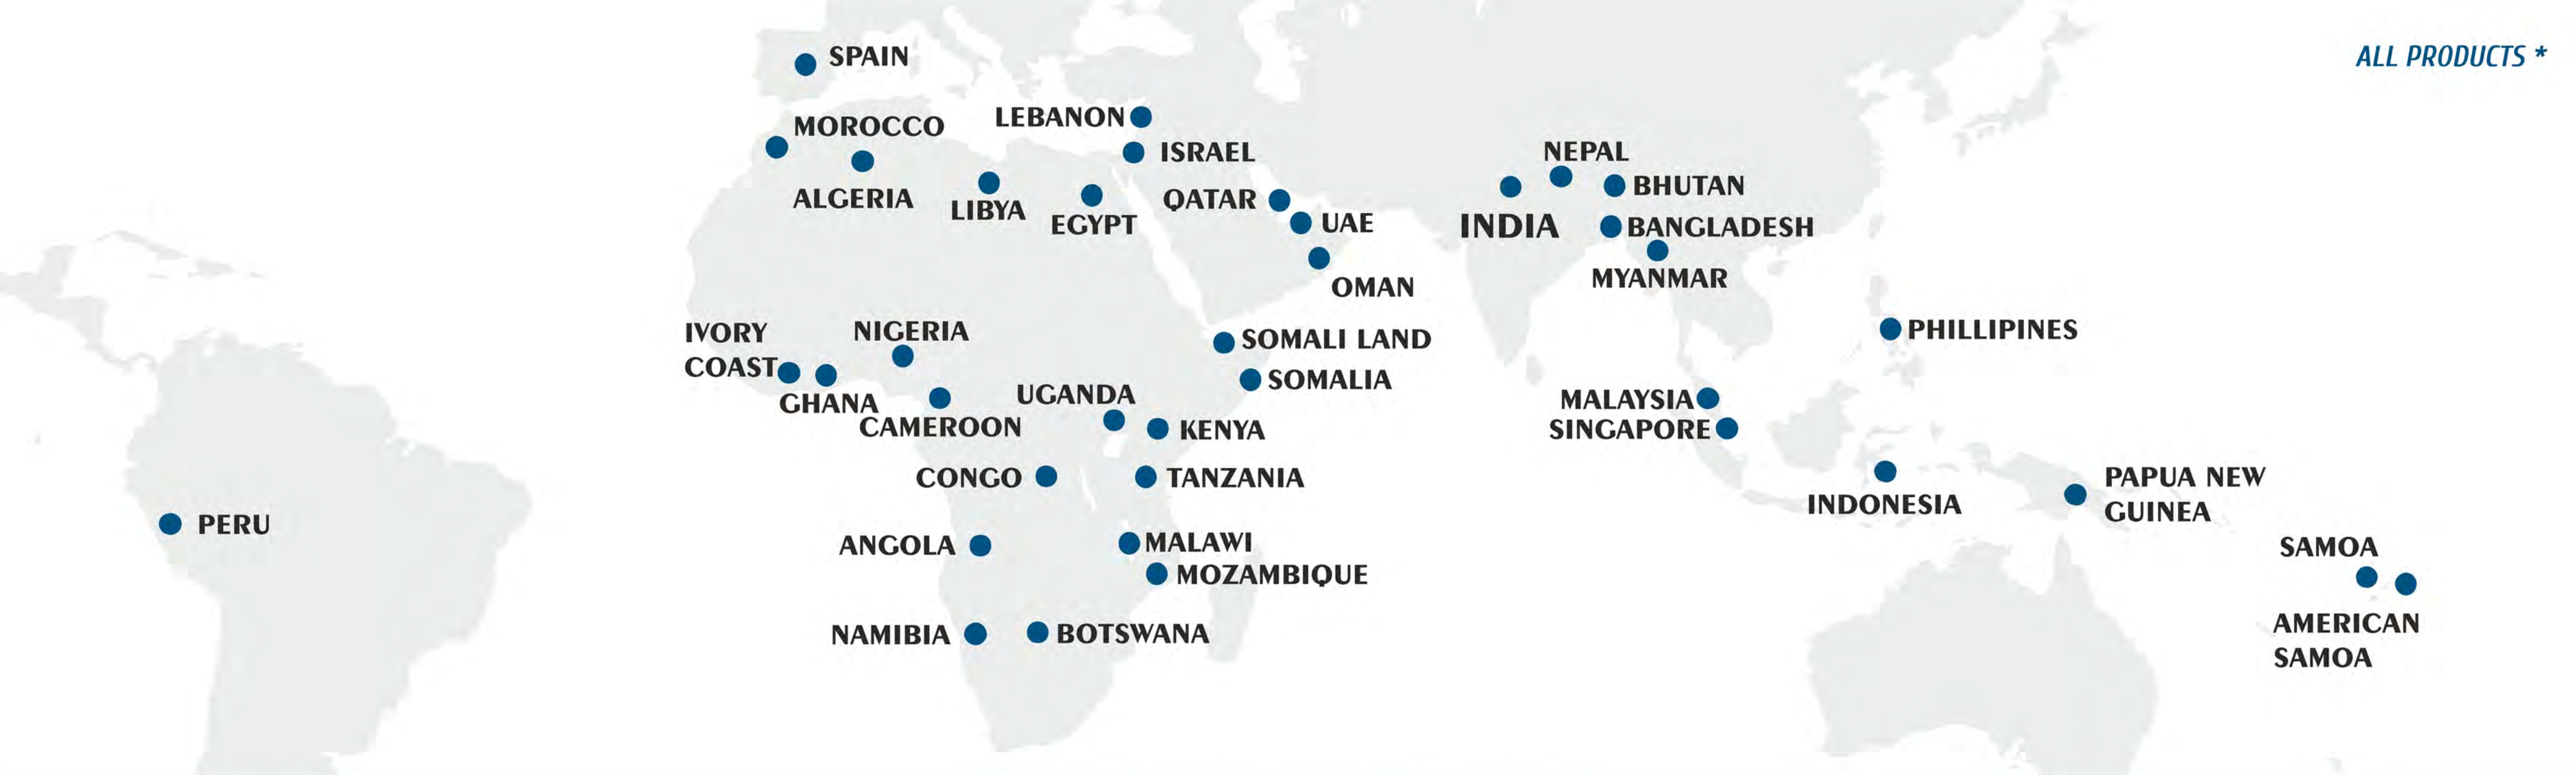 ALL PRODUCTS *
SPAIN
MOROCCO
LEBANON
ISRAEL
ALGERIA
LIBYA
EGYPT
QATAR
UAE
OMAN
NEPAL
BHUTAN
INDIA
BANGLADESH
MYANMAR
IVORY
COAST
NIGERIA
GHANA
CAMEROON
UGANDA
KENYA
SOMALI LAND
SOMALIA
PHILLIPINES
MALAYSIA
SINGAPORE
CONGO
TANZANIA
INDONESIA
PAPUA NEW
GUINEA
PERU
ANGOLA
MALAWI
MOZAMBIQUE
SAMOA
AMERICAN
SAMOA
NAMIBIA
BOTSWANA